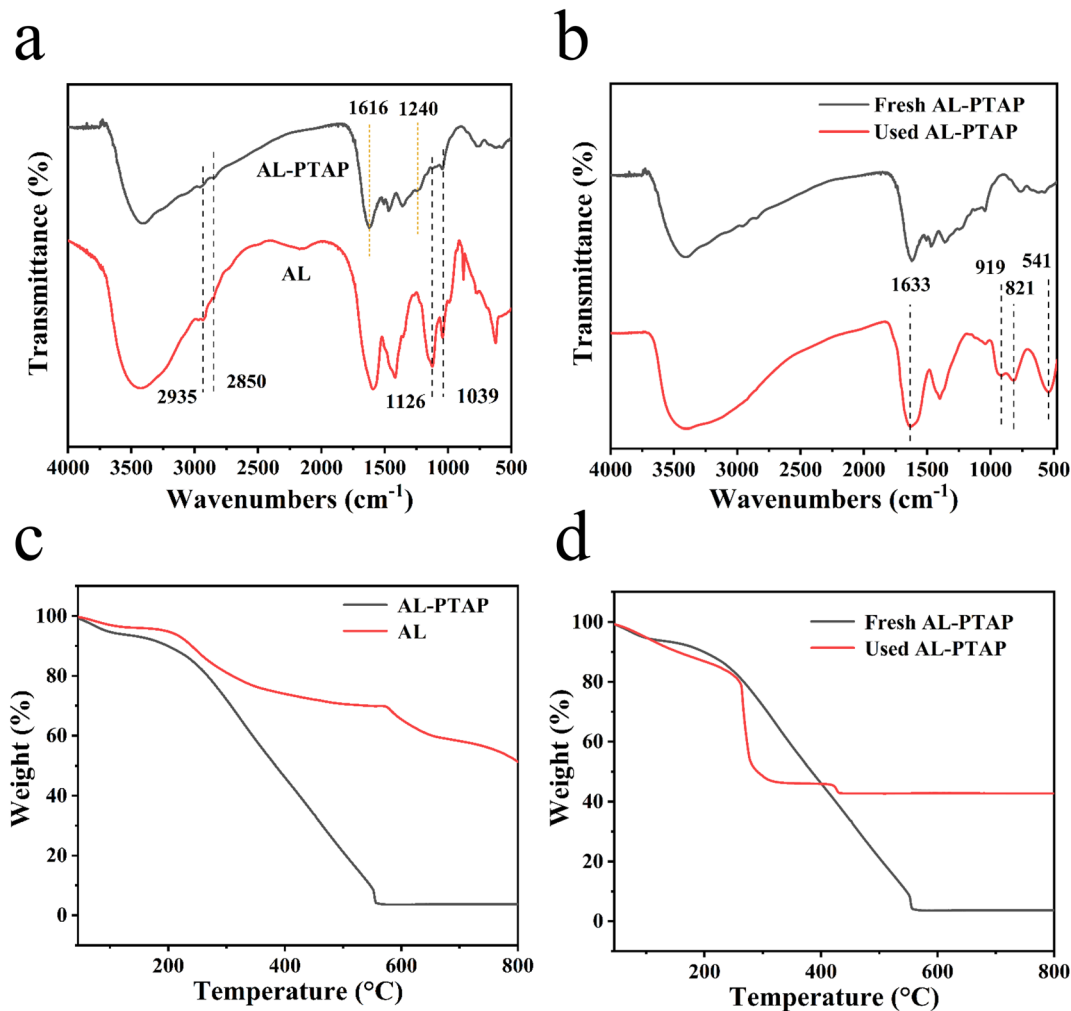 a
Transmittance (%)
1616 1240
AL-PTAP
AL
2935
2850
1126
1039
4000 3500 3000 2500 2000 1500 1000 500
Wavenumbers (cm⁻¹)
b
Transmittance (%)
Fresh AL-PTAP
Used AL-PTAP
1633
919
821
541
4000 3500 3000 2500 2000 1500 1000 500
Wavenumbers (cm⁻¹)
c
Weight (%)
100
80
60
40
20
0
AL-PTAP
AL
200 400 600 800
Temperature (°C)
d
Weight (%)
100
80
60
40
20
0
Fresh AL-PTAP
Used AL-PTAP
200 400 600 800
Temperature (°C)